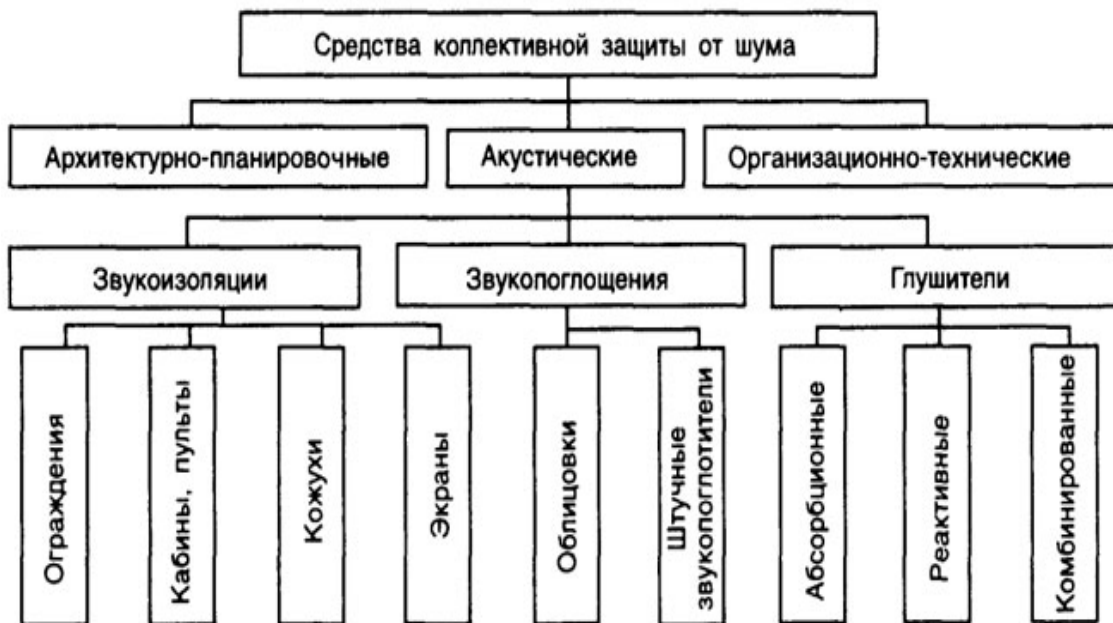 Средства коллективной защиты от шума
Архитектурно-планировочные
Акустические
Организационно-технические
Звукоизоляции
Звукопоглощения
Глушители
Ограждения
Кабины, пульты
Кожухи
Экраны
Облицовки
Штучные
звукопоглотители
Абсорбционные
Реактивные
Комбинированные